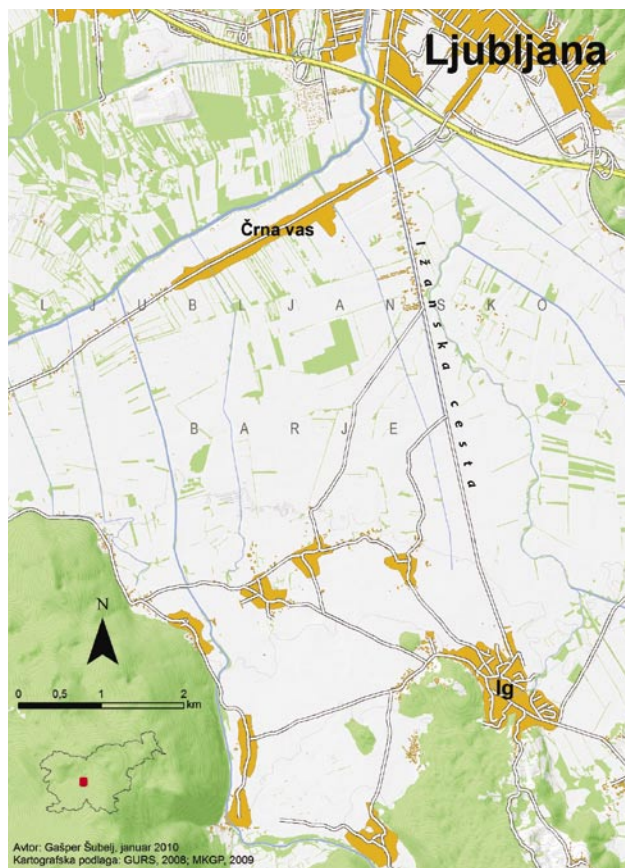 Ljubljana
Črna vas
Ižanska cesta
LJUBLJANSKO
BARJE
N
0 0,5 1 2
km
Ig
Avtor: Gašper Šubelj, januar 2010
Kartografska podlaga: GURS, 2008; MKGP, 2009